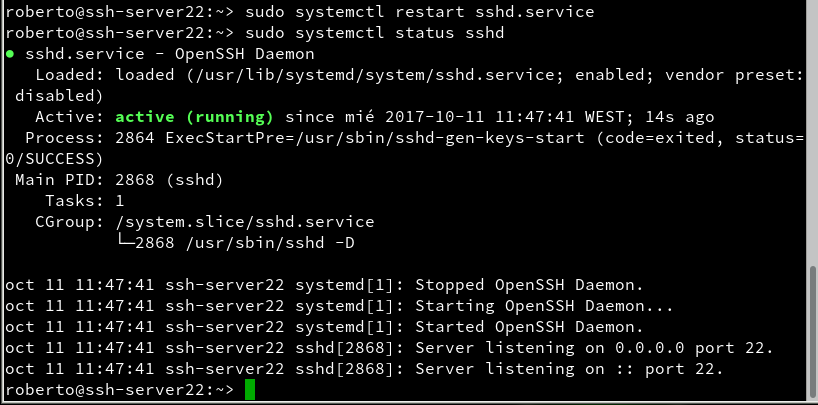 roberto@ssh-server22:~> sudo systemctl restart sshd.service
roberto@ssh-server22:~> sudo systemctl status sshd
● sshd.service - OpenSSH Daemon
   Loaded: loaded (/usr/lib/systemd/system/sshd.service; enabled; vendor preset:
 disabled)
   Active: active (running) since mié 2017-10-11 11:47:41 WEST; 14s ago
  Process: 2864 ExecStartPre=/usr/sbin/sshd-gen-keys-start (code=exited, status=
0/SUCCESS)
 Main PID: 2868 (sshd)
    Tasks: 1
   CGroup: /system.slice/sshd.service
           └─2868 /usr/sbin/sshd -D
oct 11 11:47:41 ssh-server22 systemd[1]: Stopped OpenSSH Daemon.
oct 11 11:47:41 ssh-server22 systemd[1]: Starting OpenSSH Daemon...
oct 11 11:47:41 ssh-server22 systemd[1]: Started OpenSSH Daemon.
oct 11 11:47:41 ssh-server22 sshd[2868]: Server listening on 0.0.0.0 port 22.
oct 11 11:47:41 ssh-server22 sshd[2868]: Server listening on :: port 22.
roberto@ssh-server22:~>